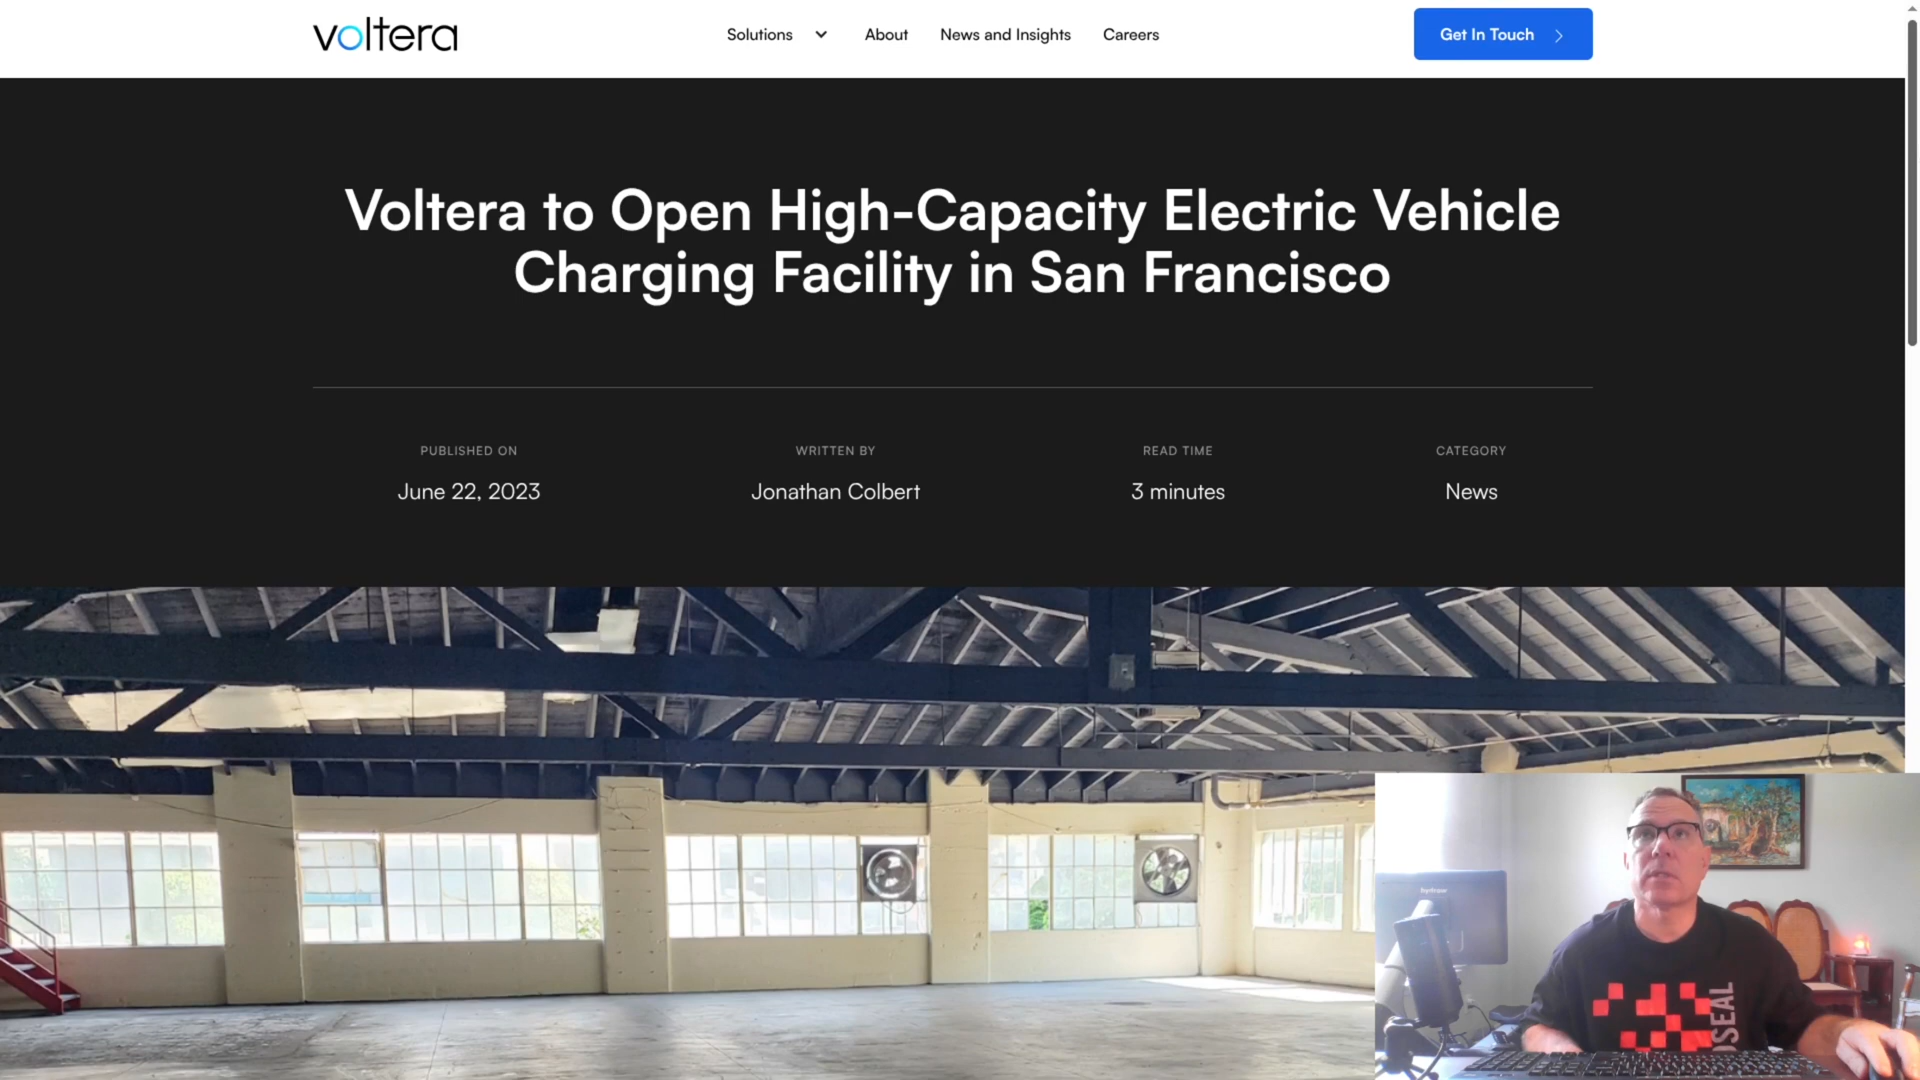 voltera
Solutions
About
News and Insights
Careers
Get In Touch
Voltera to Open High-Capacity Electric Vehicle
Charging Facility in San Francisco
PUBLISHED ON
WRITTEN BY
READ TIME
CATEGORY
June 22, 2023
Jonathan Colbert
3 minutes
News